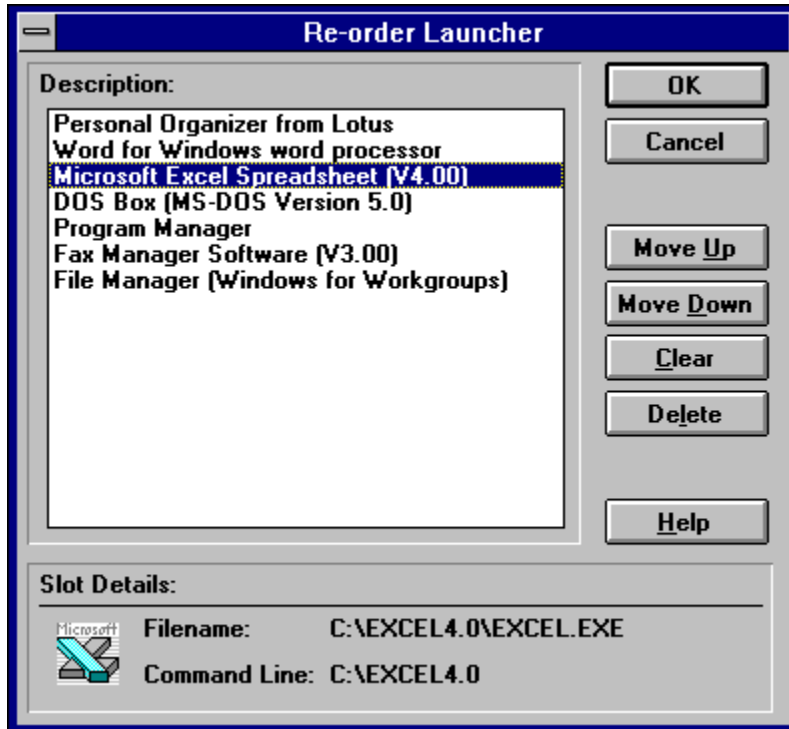 Re-order Launcher
Description:
Personal Organizer from Lotus
Word for Windows word processor
Microsoft Excel Spreadsheet (V4.00)
DOS Box (MS-DOS Version 5.0)
Program Manager
Fax Manager Software (V3.00)
File Manager (Windows for Workgroups)
OK
Cancel
Move Up
Move Down
Clear
Delete
Help
Slot Details:
Microsoft
Filename: C:\EXCEL4.0\EXCEL.EXE
Command Line: C:\EXCEL4.0